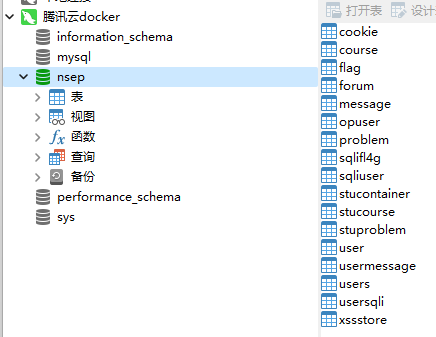 腾讯云docker
information_schema
mysql
nsep
表
视图
函数
查询
备份
performance_schema
sys
打开表 设计
cookie
course
flag
forum
message
opuser
problem
sqlifl4g
sqliuser
stucontainer
stucourse
stuproblem
user
usermessage
users
usersqli
xssstore